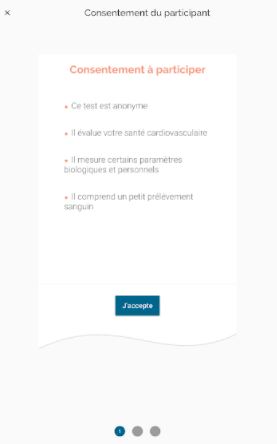 ×
Consentement du participant
Consentement à participer
• Ce test est anonyme
• Il évalue votre santé cardiovasculaire
• Il mesure certains paramètres
biologiques et personnels
• Il comprend un petit prélèvement
sanguin
J'accepte
1